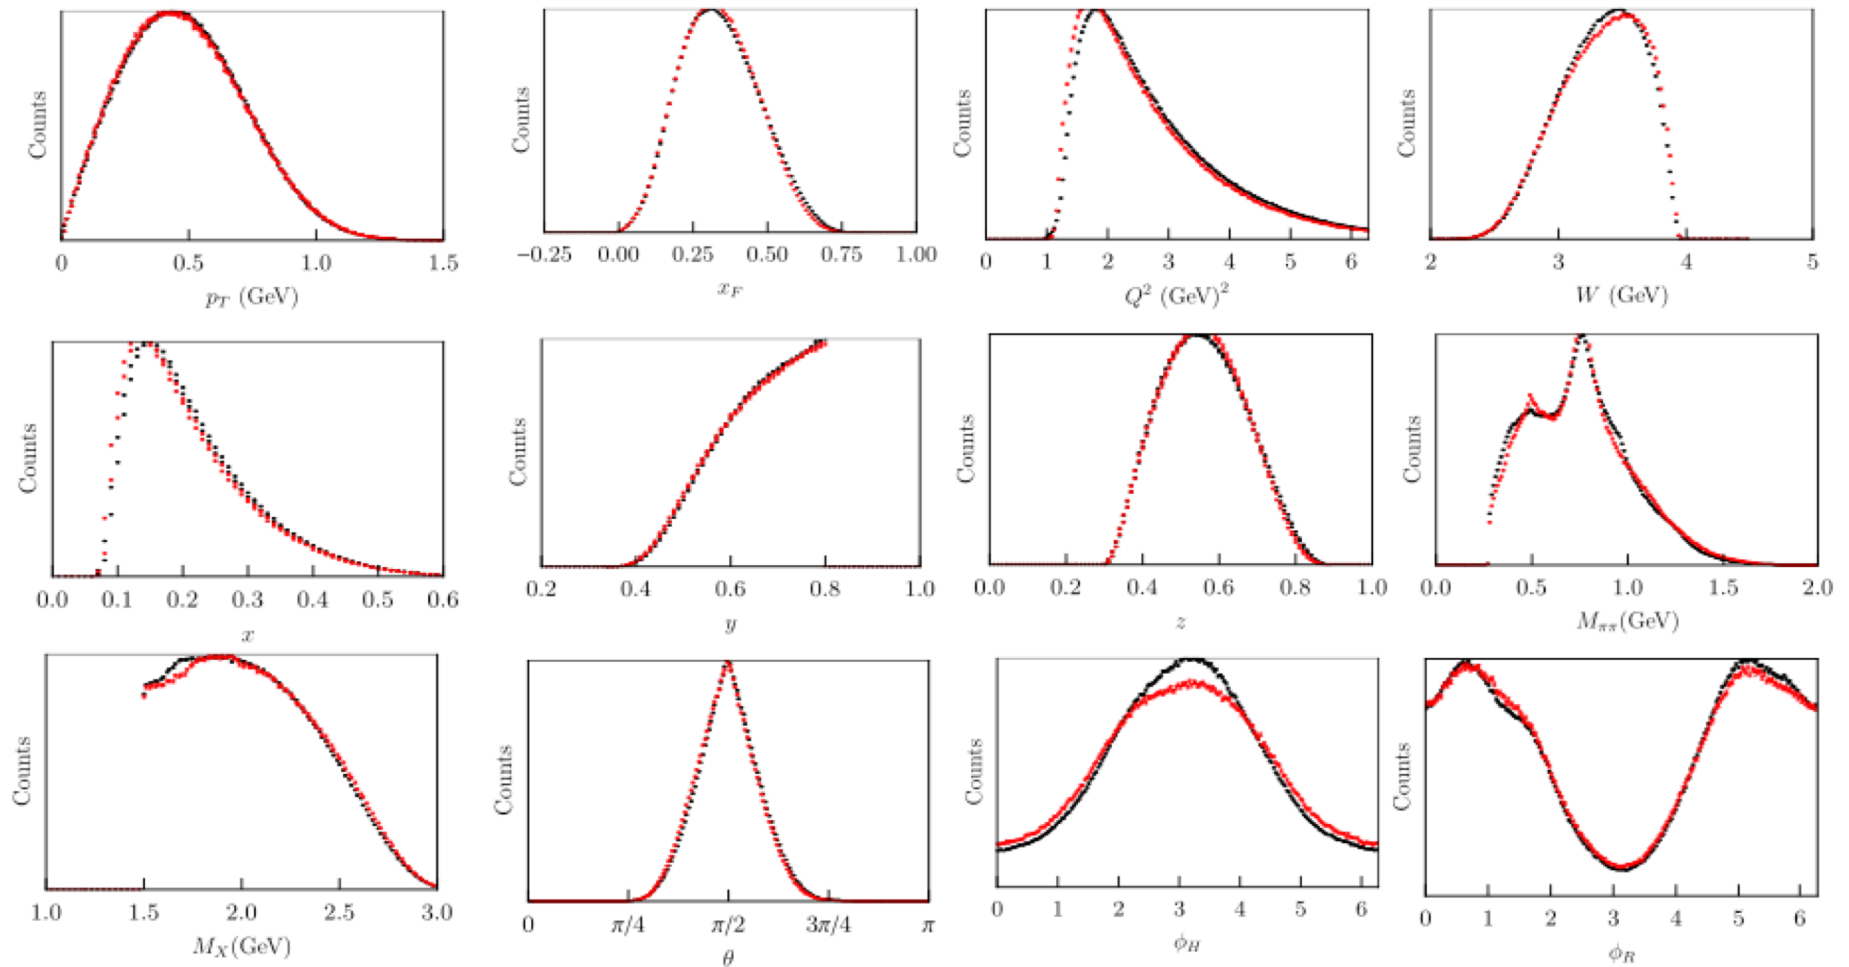 Counts
0 0.5 1.0 1.5
p_T (GeV)
Counts
−0.25 0.00 0.25 0.50 0.75 1.00
x_F
Counts
0 1 2 3 4 5 6
Q² (GeV)²
Counts
2 3 4 5
W (GeV)
Counts
0.0 0.1 0.2 0.3 0.4 0.5 0.6
x
Counts
0.2 0.4 0.6 0.8 1.0
y
Counts
0.0 0.2 0.4 0.6 0.8 1.0
z
Counts
0.0 0.5 1.0 1.5 2.0
M_ππ(GeV)
Counts
1.0 1.5 2.0 2.5 3.0
M_X(GeV)
Counts
0 π/4 π/2 3π/4 π
θ
Counts
0 1 2 3 4 5 6
ϕ_H
Counts
0 1 2 3 4 5 6
ϕ_R